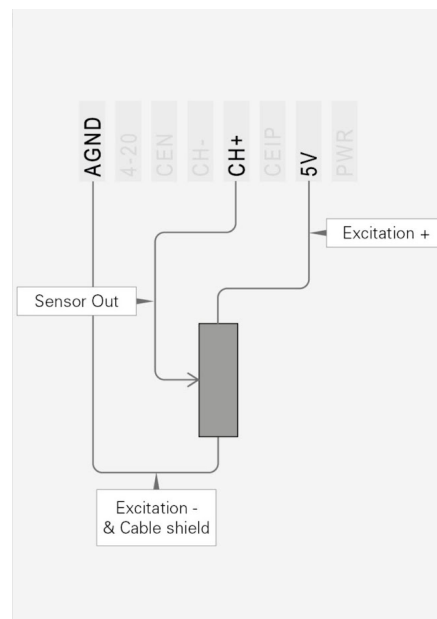 AGND
4-20
CEN
CH-
CH+
CEIP
5V
PWR
Excitation +
Sensor Out
Excitation -
& Cable shield